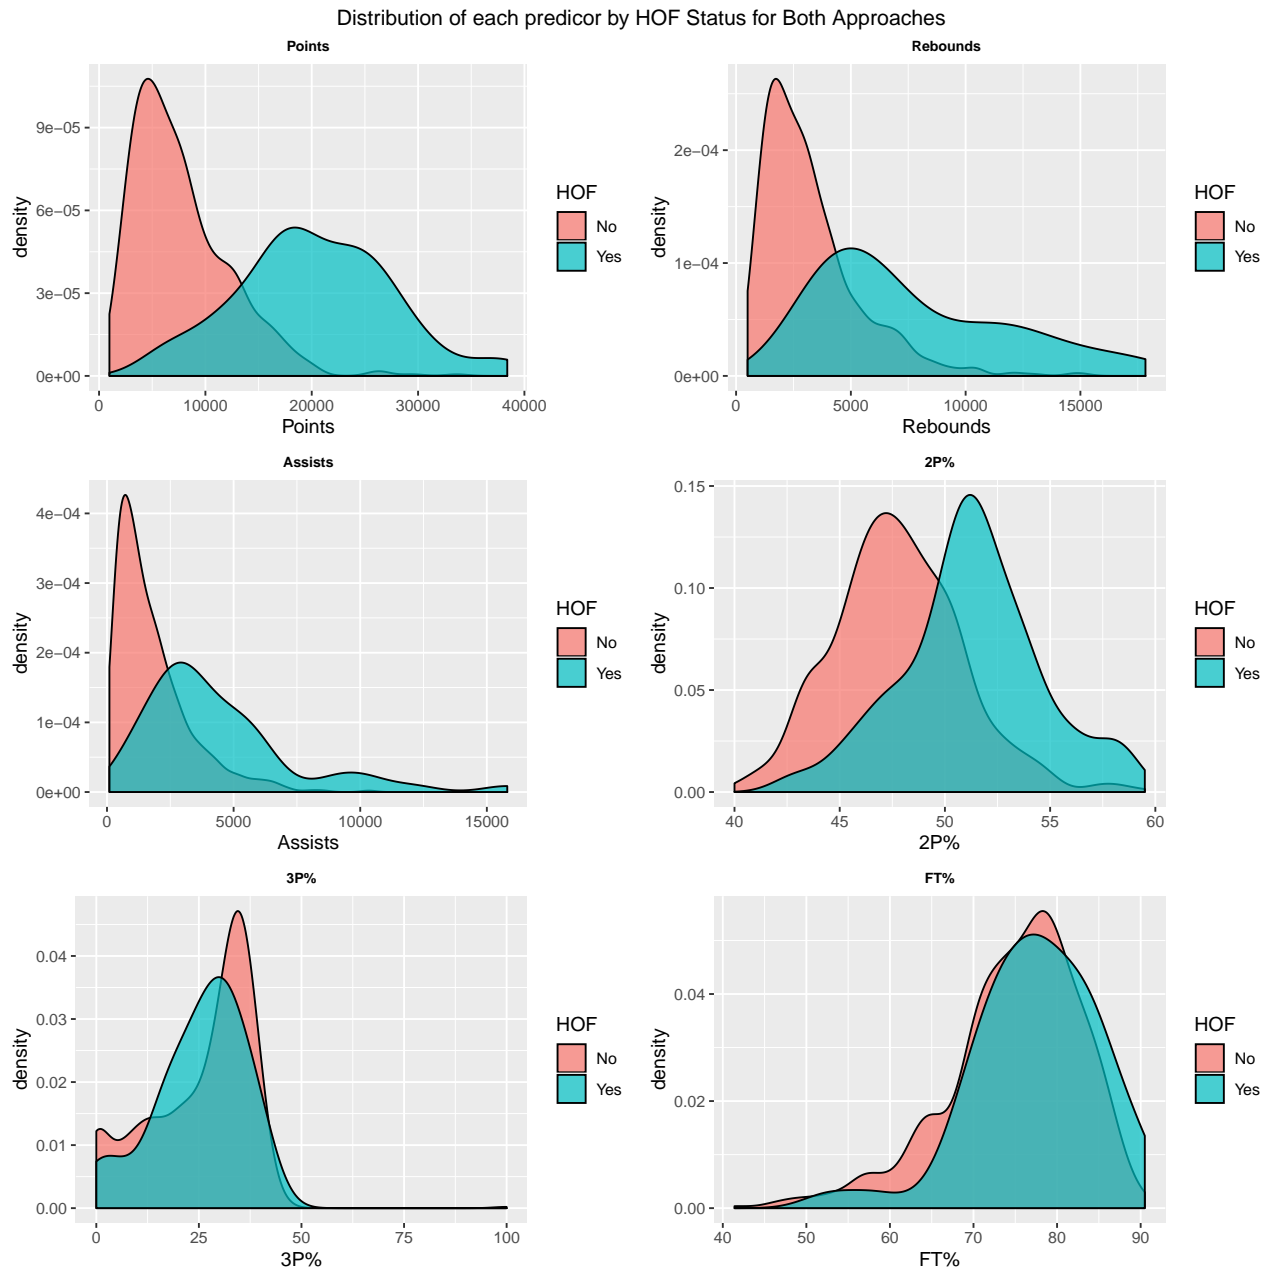 Distribution of each predicor by HOF Status for Both Approaches
Points
density
9e−05
6e−05
3e−05
0e+00
0 10000 20000 30000 40000
Points
HOF
No
Yes
Rebounds
density
2e−04
1e−04
0e+00
0 5000 10000 15000
Rebounds
HOF
No
Yes
Assists
density
4e−04
3e−04
2e−04
1e−04
0e+00
0 5000 10000 15000
Assists
HOF
No
Yes
2P%
density
0.15
0.10
0.05
0.00
40 45 50 55 60
2P%
HOF
No
Yes
3P%
density
0.04
0.03
0.02
0.01
0.00
0 25 50 75 100
3P%
HOF
No
Yes
FT%
density
0.04
0.02
0.00
40 50 60 70 80 90
FT%
HOF
No
Yes